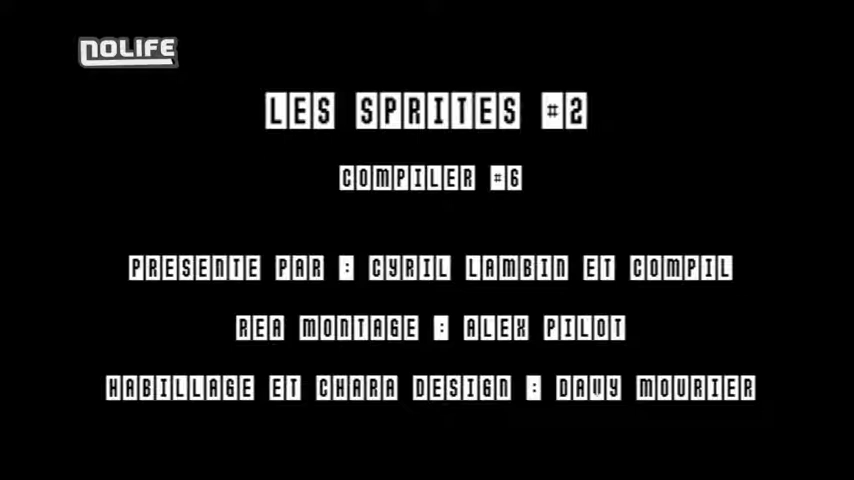 NOLIFE
LES SPRITES #2
COMPILER #6
PRESENTE PAR : CYRIL LAMBIN ET COMPIL
REA MONTAGE : ALEX PILOT
HABILLAGE ET CHARA DESIGN : DAVY MOURIER